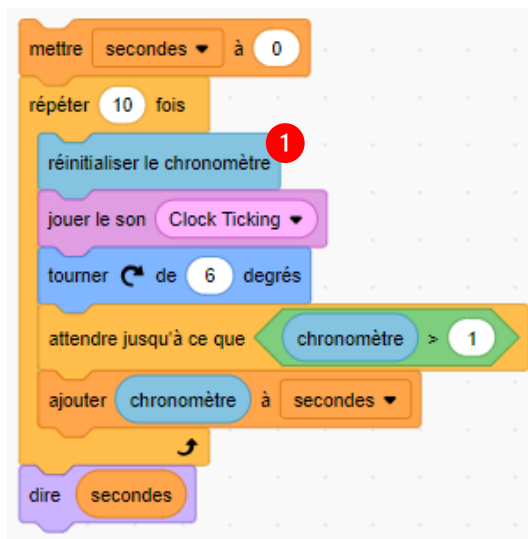 mettre secondes à 0
répéter 10 fois
1
réinitialiser le chronomètre
jouer le son Clock Ticking
tourner de 6 degrés
attendre jusqu'à ce que chronomètre > 1
ajouter chronomètre à secondes
dire secondes